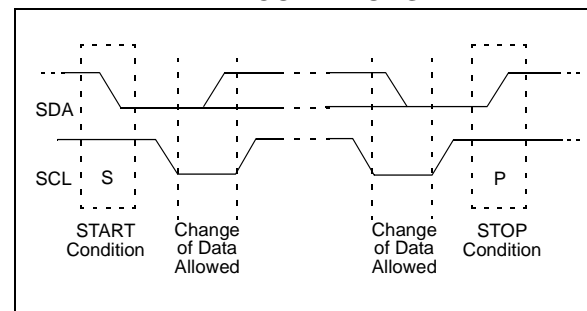 SDA
SCL
S
P
START
Condition
Change
of Data
Allowed
Change
of Data
Allowed
STOP
Condition